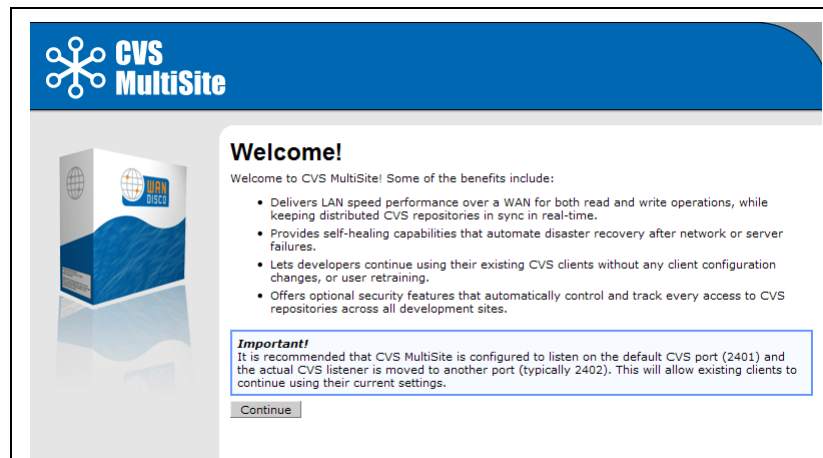 CVS
MultiSite
WAN
DISCO
Welcome!
Welcome to CVS MultiSite! Some of the benefits include:
• Delivers LAN speed performance over a WAN for both read and write operations, while
keeping distributed CVS repositories in sync in real-time.
• Provides self-healing capabilities that automate disaster recovery after network or server
failures.
• Lets developers continue using their existing CVS clients without any client configuration
changes, or user retraining.
• Offers optional security features that automatically control and track every access to CVS
repositories across all development sites.
Important!
It is recommended that CVS MultiSite is configured to listen on the default CVS port (2401) and
the actual CVS listener is moved to another port (typically 2402). This will allow existing clients to
continue using their current settings.
Continue